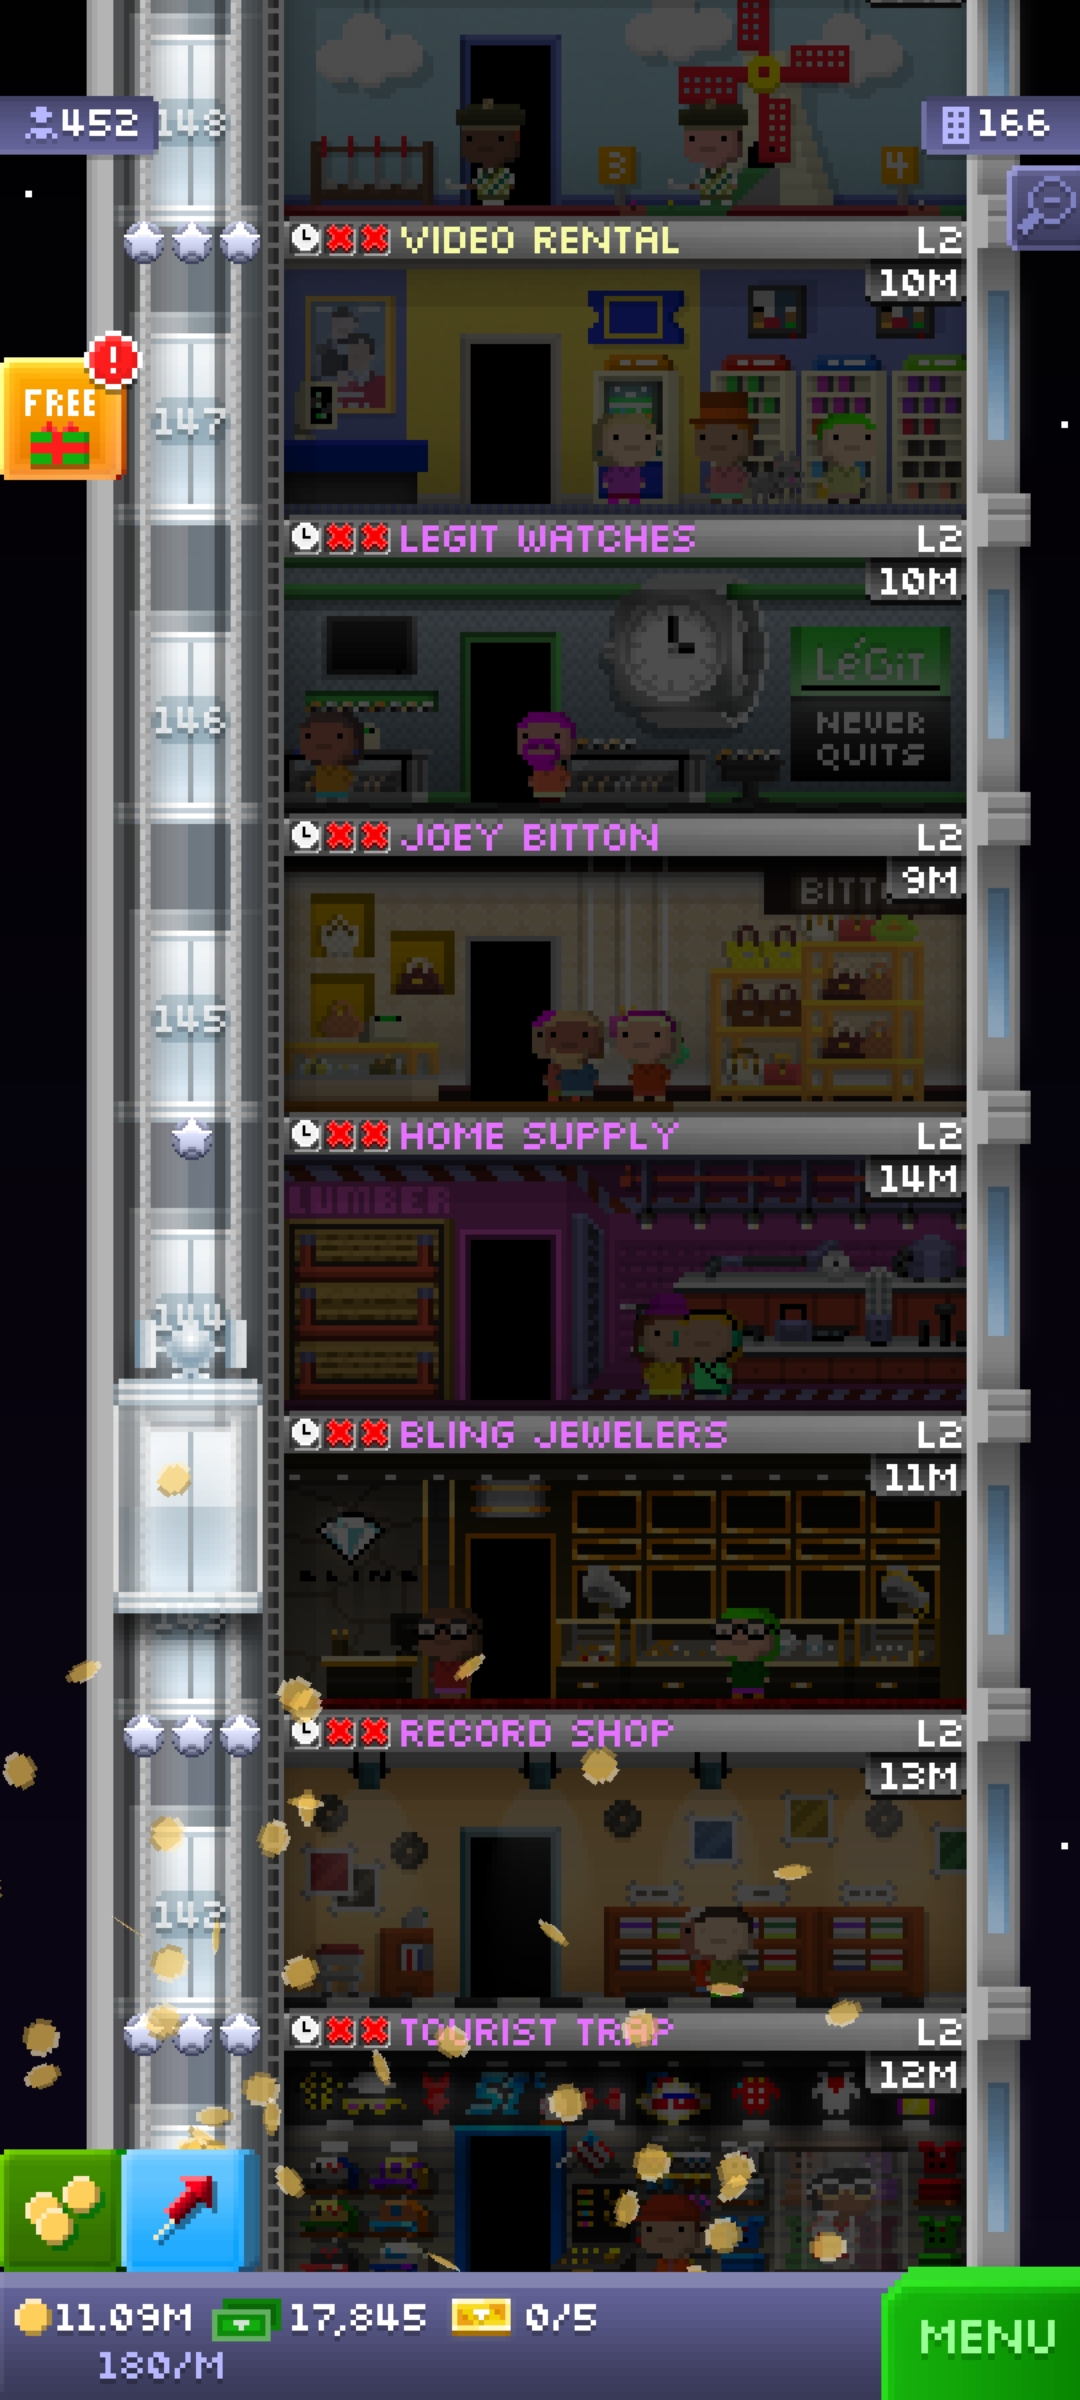 148
452
166
3
4
VIDEO RENTAL L2
10M
FREE
!
147
LEGIT WATCHES L2
10M
LéGiT
NEVER
QUITS
146
JOEY BITTON L2
9M
145
HOME SUPPLY L2
14M
LUMBER
144
BLING JEWELERS L2
11M
BLING
RECORD SHOP L2
13M
142
TOURIST TRAP L2
12M
11.09M 17,845 0/5
180/M
MENU